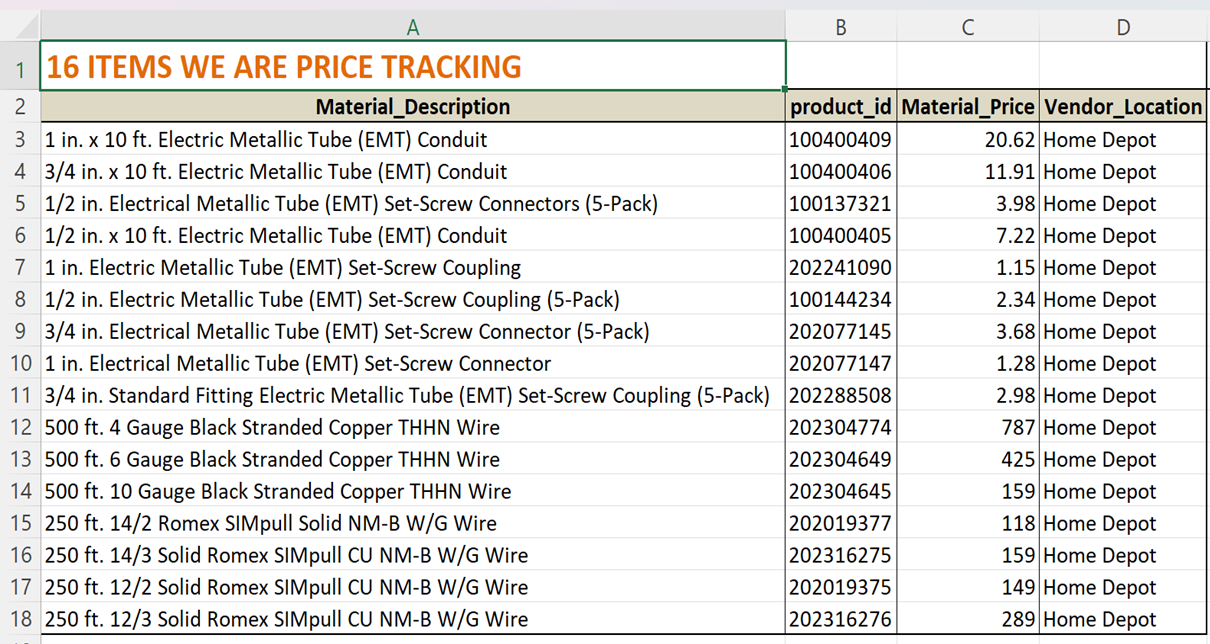 A B C D
1 16 ITEMS WE ARE PRICE TRACKING
2 Material_Description product_id Material_Price Vendor_Location
3 1 in. x 10 ft. Electric Metallic Tube (EMT) Conduit 100400409 20.62 Home Depot
4 3/4 in. x 10 ft. Electric Metallic Tube (EMT) Conduit 100400406 11.91 Home Depot
5 1/2 in. Electrical Metallic Tube (EMT) Set-Screw Connectors (5-Pack) 100137321 3.98 Home Depot
6 1/2 in. x 10 ft. Electric Metallic Tube (EMT) Conduit 100400405 7.22 Home Depot
7 1 in. Electric Metallic Tube (EMT) Set-Screw Coupling 202241090 1.15 Home Depot
8 1/2 in. Electric Metallic Tube (EMT) Set-Screw Coupling (5-Pack) 100144234 2.34 Home Depot
9 3/4 in. Electrical Metallic Tube (EMT) Set-Screw Connector (5-Pack) 202077145 3.68 Home Depot
10 1 in. Electrical Metallic Tube (EMT) Set-Screw Connector 202077147 1.28 Home Depot
11 3/4 in. Standard Fitting Electric Metallic Tube (EMT) Set-Screw Coupling (5-Pack) 202288508 2.98 Home Depot
12 500 ft. 4 Gauge Black Stranded Copper THHN Wire 202304774 787 Home Depot
13 500 ft. 6 Gauge Black Stranded Copper THHN Wire 202304649 425 Home Depot
14 500 ft. 10 Gauge Black Stranded Copper THHN Wire 202304645 159 Home Depot
15 250 ft. 14/2 Romex SIMpull Solid NM-B W/G Wire 202019377 118 Home Depot
16 250 ft. 14/3 Solid Romex SIMpull CU NM-B W/G Wire 202316275 159 Home Depot
17 250 ft. 12/2 Solid Romex SIMpull CU NM-B W/G Wire 202019375 149 Home Depot
18 250 ft. 12/3 Solid Romex SIMpull CU NM-B W/G Wire 202316276 289 Home Depot